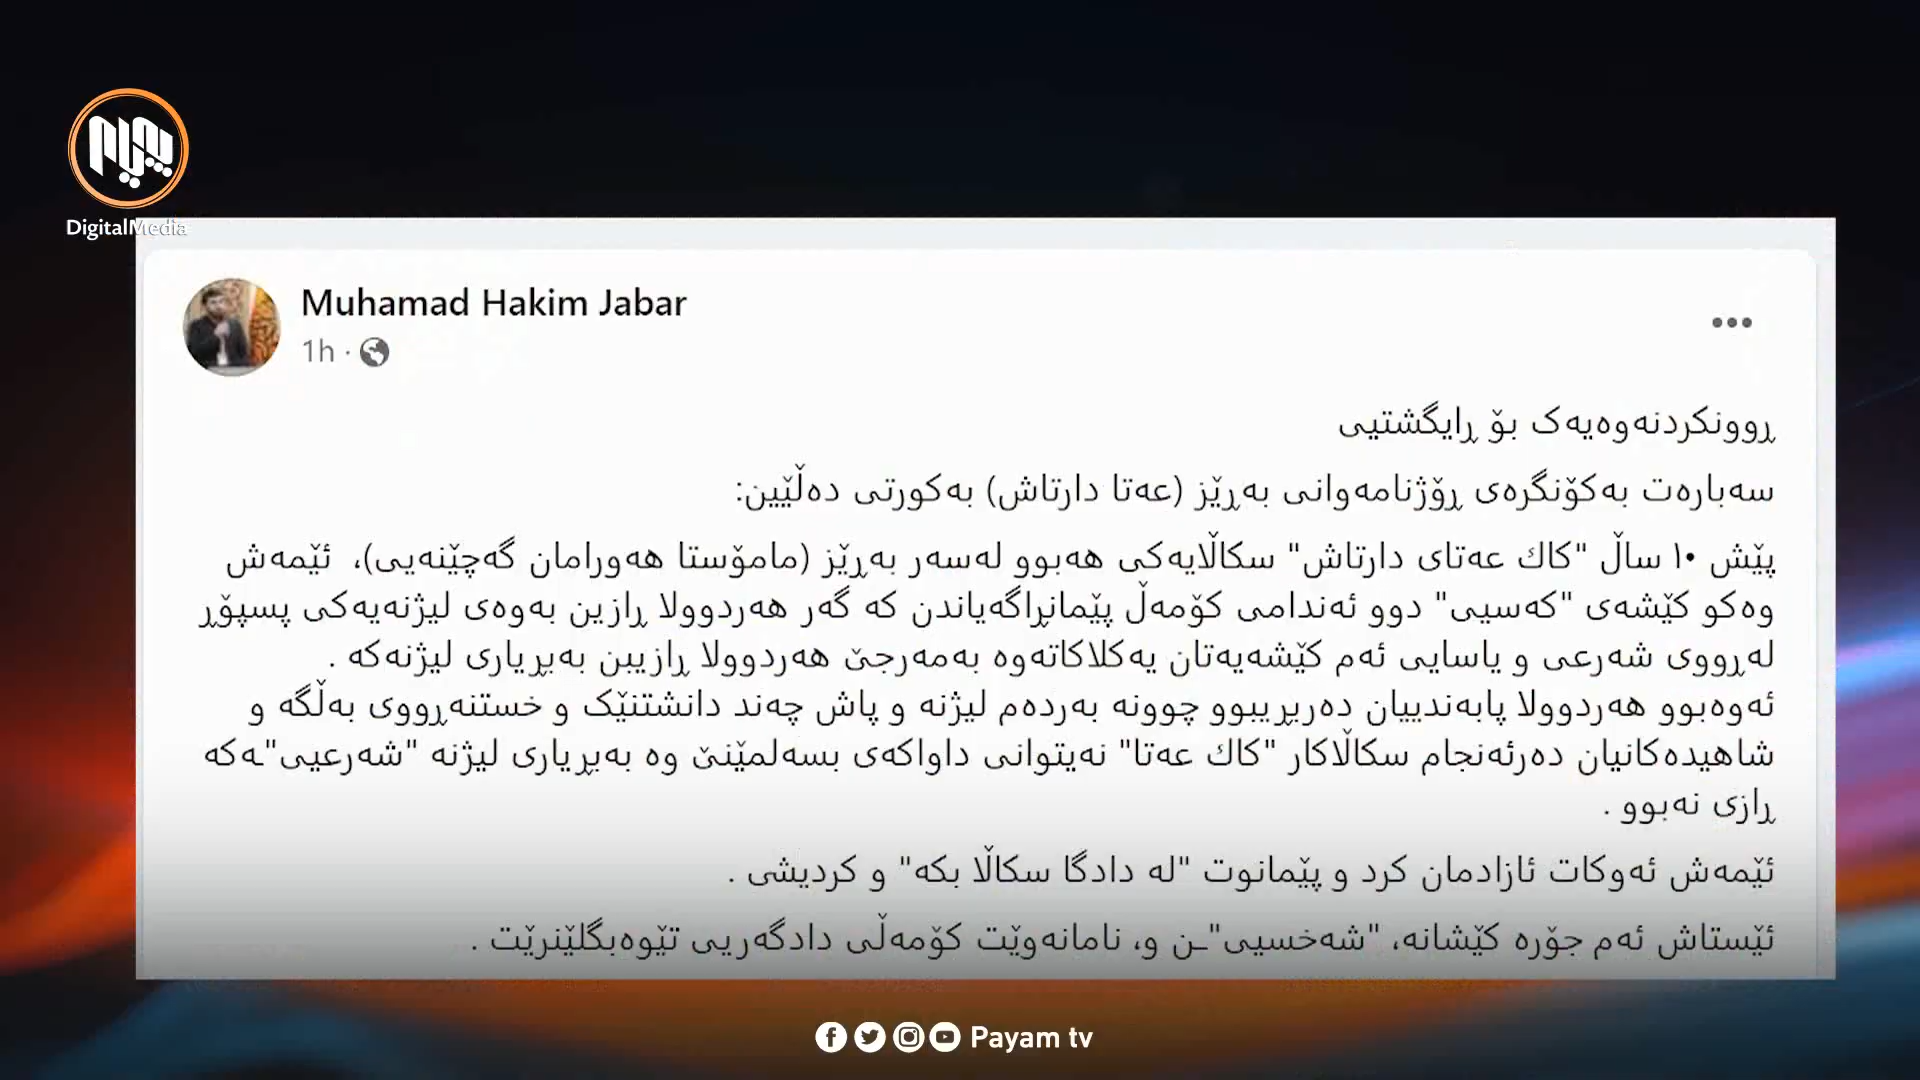 پەیام
DigitalMedia
Muhamad Hakim Jabar
1h ·
ڕوونکردنەوەیەک بۆ ڕایگشتیی
سەبارەت بەکۆنگرەی ڕۆژنامەوانی بەڕێز (عەتا دارتاش) بەکورتی دەڵێین:
پێش ١٠ ساڵ "كاك عەتای دارتاش" سکاڵایەکی هەبوو لەسەر بەڕێز (مامۆستا هەورامان گەچێنەیی)، ئێمەش
وەکو کێشەی "کەسیی" دوو ئەندامی کۆمەڵ پێمانڕاگەیاندن کە گەر هەردوولا ڕازین بەوەی لیژنەیەکی پسپۆڕ
لەڕووی شەرعی و یاسایی ئەم کێشەیەتان یەکلاکاتەوە بەمەرجێ هەردوولا ڕازیبن بەبڕیاری لیژنەکە .
ئەوەبوو هەردوولا پابەندییان دەربڕیبوو چوونە بەردەم لیژنە و پاش چەند دانشتنێک و خستنەڕووی بەڵگە و
شاهیدەکانیان دەرئەنجام سکاڵاکار "كاك عەتا" نەیتوانی داواکەی بسەلمێنێ وە بەبڕیاری لیژنە "شەرعیی"ـەکە
ڕازی نەبوو .
ئێمەش ئەوکات ئازادمان کرد و پێمانوت "لە دادگا سکاڵا بکە" و کردیشی .
ئێستاش ئەم جۆرە کێشانە، "شەخسیی"ـن و، نامانەوێت کۆمەڵی دادگەریی تێوەبگلێنرێت .
Payam tv